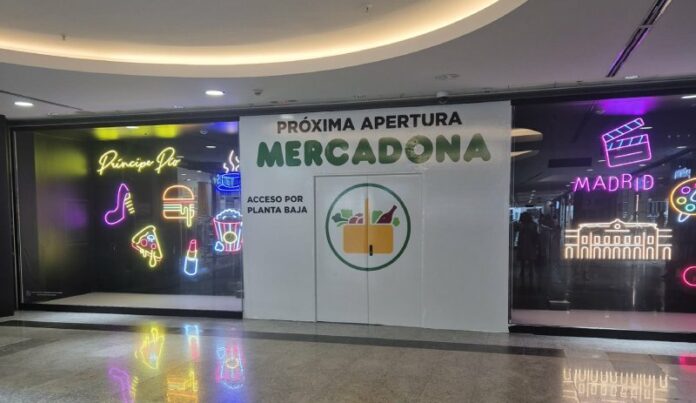 PRÓXIMA APERTURA
MERCADONA
ACCESO POR
PLANTA BAJA
Príncipe Pío
MADRID